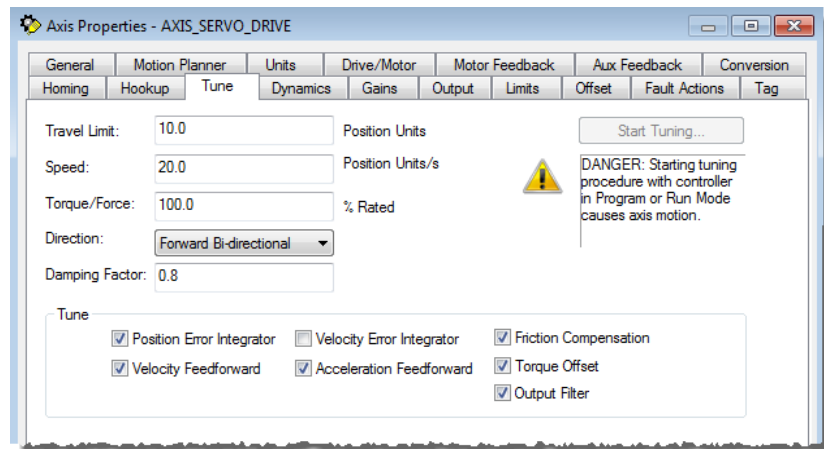 Axis Properties - AXIS_SERVO_DRIVE
General Motion Planner Units Drive/Motor Motor Feedback Aux Feedback Conversion
Homing Hookup Tune Dynamics Gains Output Limits Offset Fault Actions Tag
Travel Limit: 10.0 Position Units Start Tuning...
Speed: 20.0 Position Units/s
DANGER: Starting tuning
procedure with controller
in Program or Run Mode
causes axis motion.
Torque/Force: 100.0 % Rated
Direction: Forward Bi-directional
Damping Factor: 0.8
Tune
Position Error Integrator Velocity Error Integrator Friction Compensation
Velocity Feedforward Acceleration Feedforward Torque Offset
Output Filter